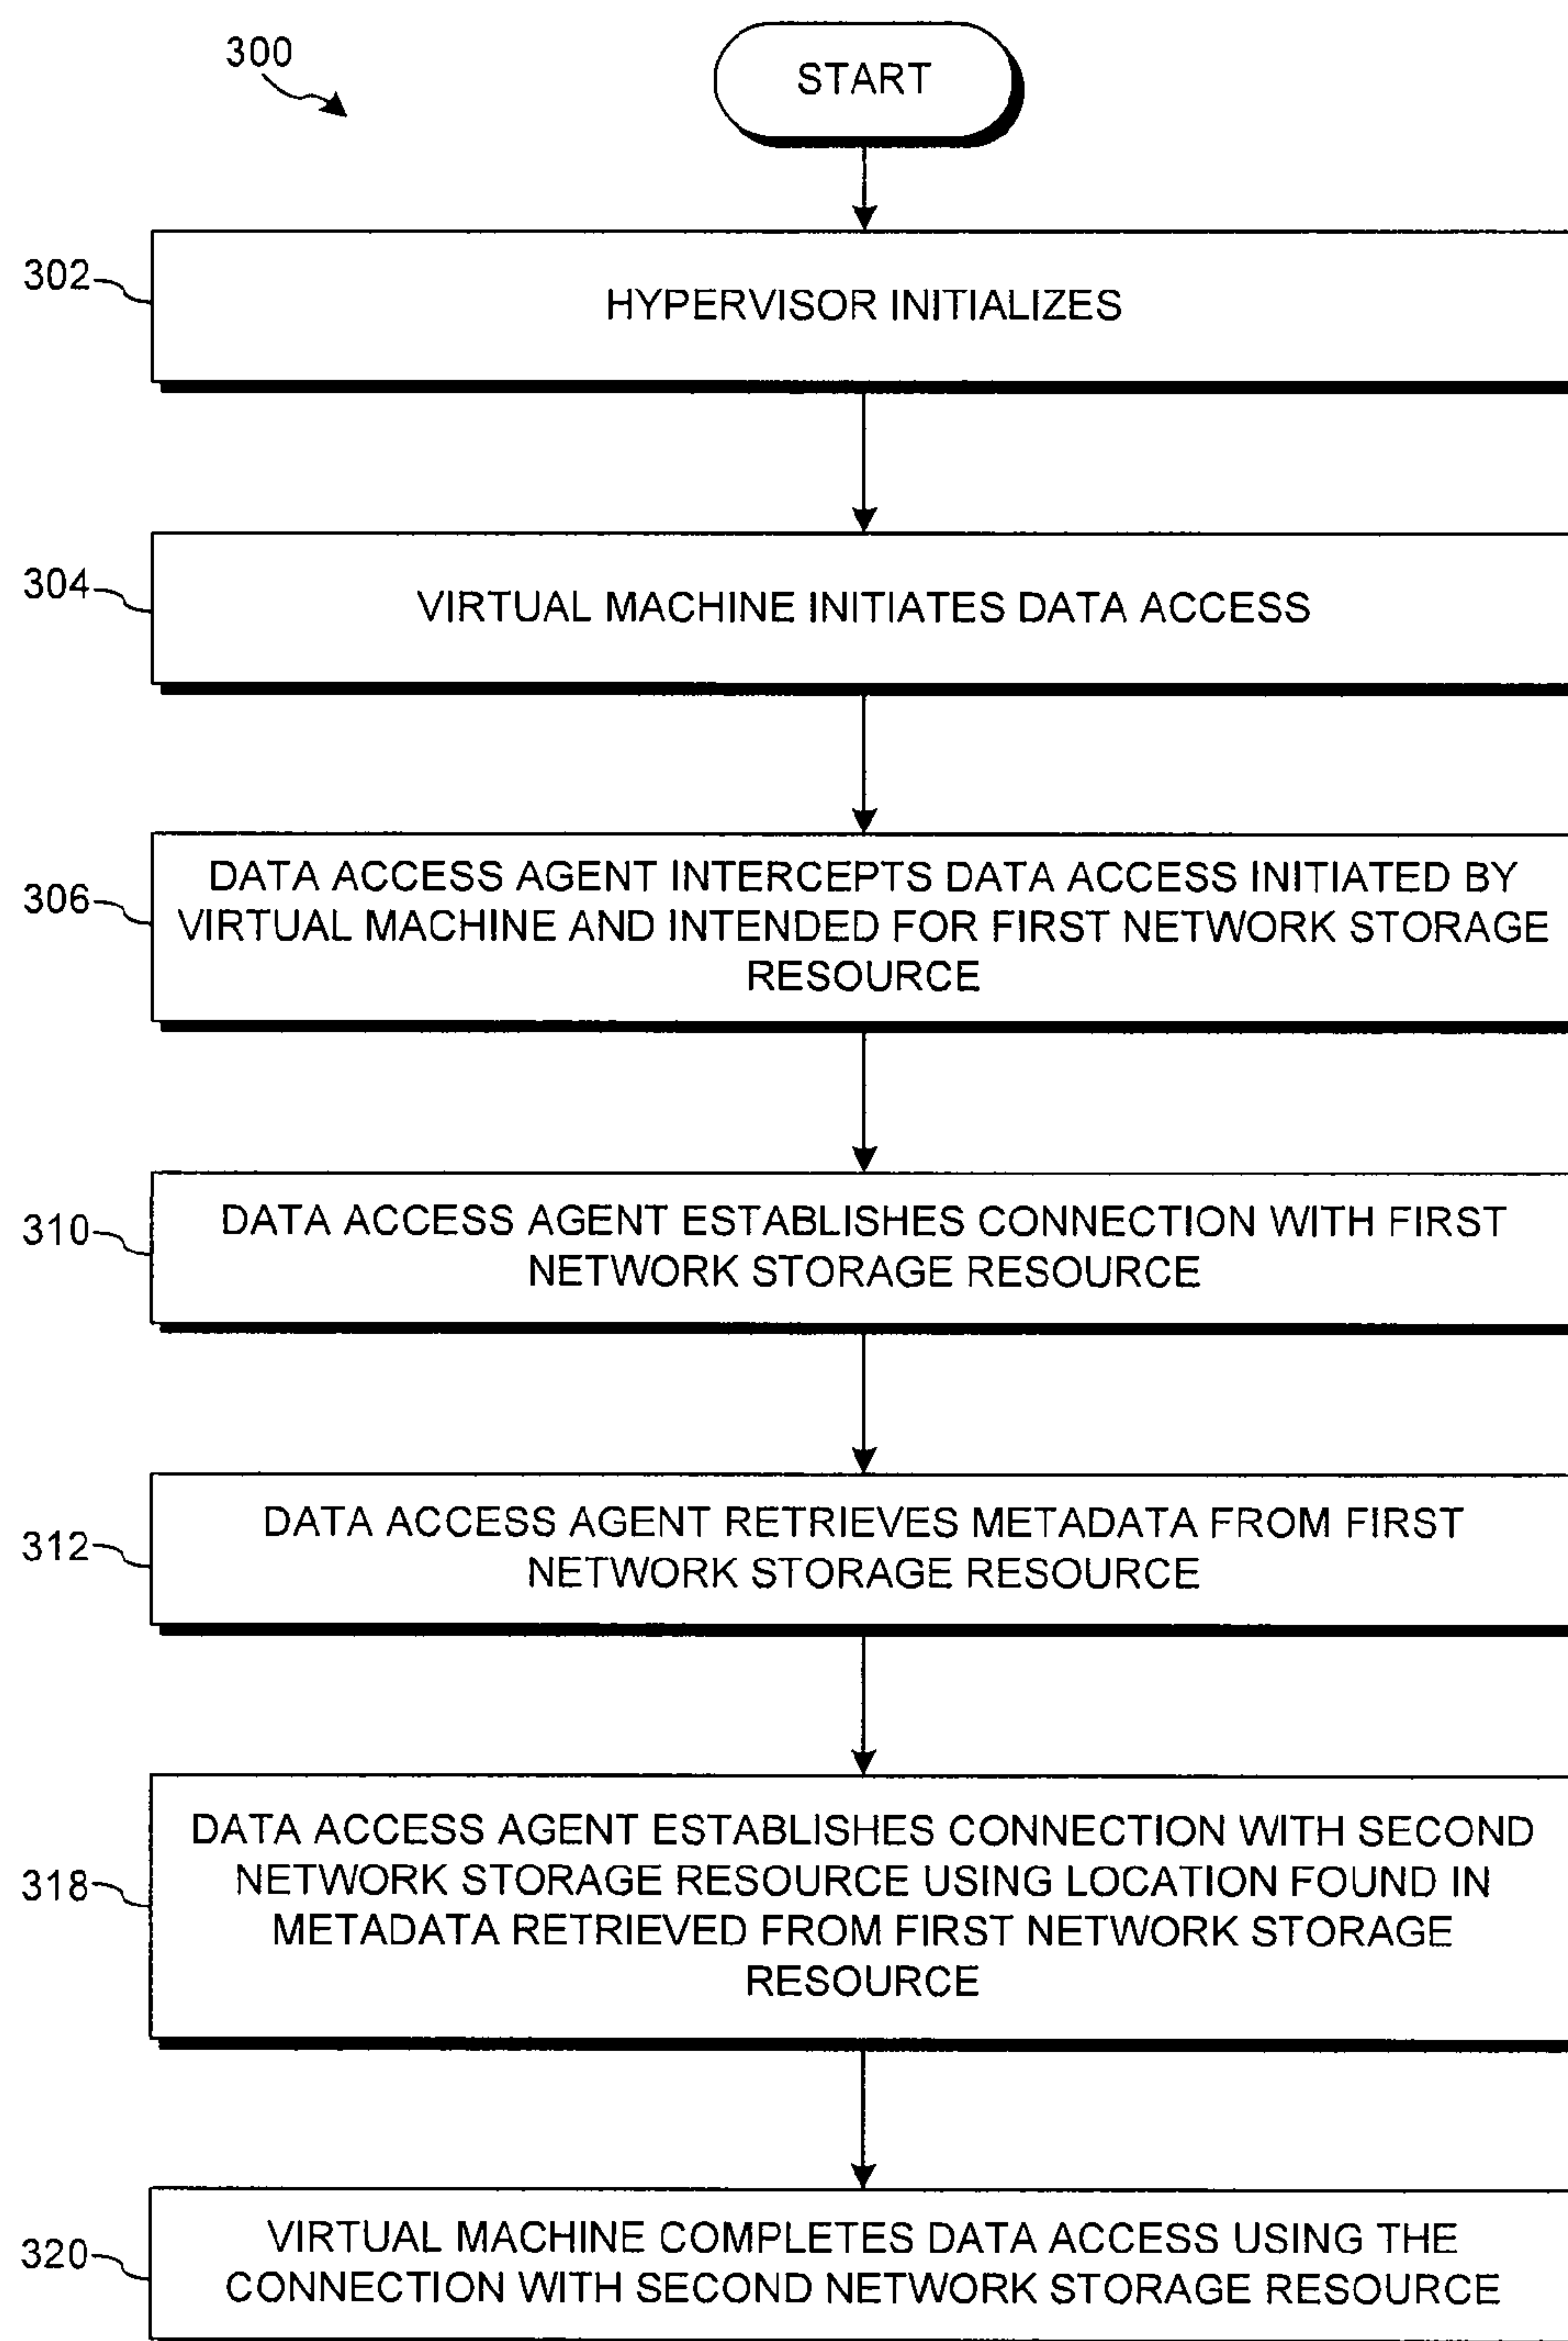 300
START
302
HYPERVISOR INITIALIZES
304
VIRTUAL MACHINE INITIATES DATA ACCESS
306
DATA ACCESS AGENT INTERCEPTS DATA ACCESS INITIATED BY
VIRTUAL MACHINE AND INTENDED FOR FIRST NETWORK STORAGE
RESOURCE
310
DATA ACCESS AGENT ESTABLISHES CONNECTION WITH FIRST
NETWORK STORAGE RESOURCE
312
DATA ACCESS AGENT RETRIEVES METADATA FROM FIRST
NETWORK STORAGE RESOURCE
318
DATA ACCESS AGENT ESTABLISHES CONNECTION WITH SECOND
NETWORK STORAGE RESOURCE USING LOCATION FOUND IN
METADATA RETRIEVED FROM FIRST NETWORK STORAGE
RESOURCE
320
VIRTUAL MACHINE COMPLETES DATA ACCESS USING THE
CONNECTION WITH SECOND NETWORK STORAGE RESOURCE